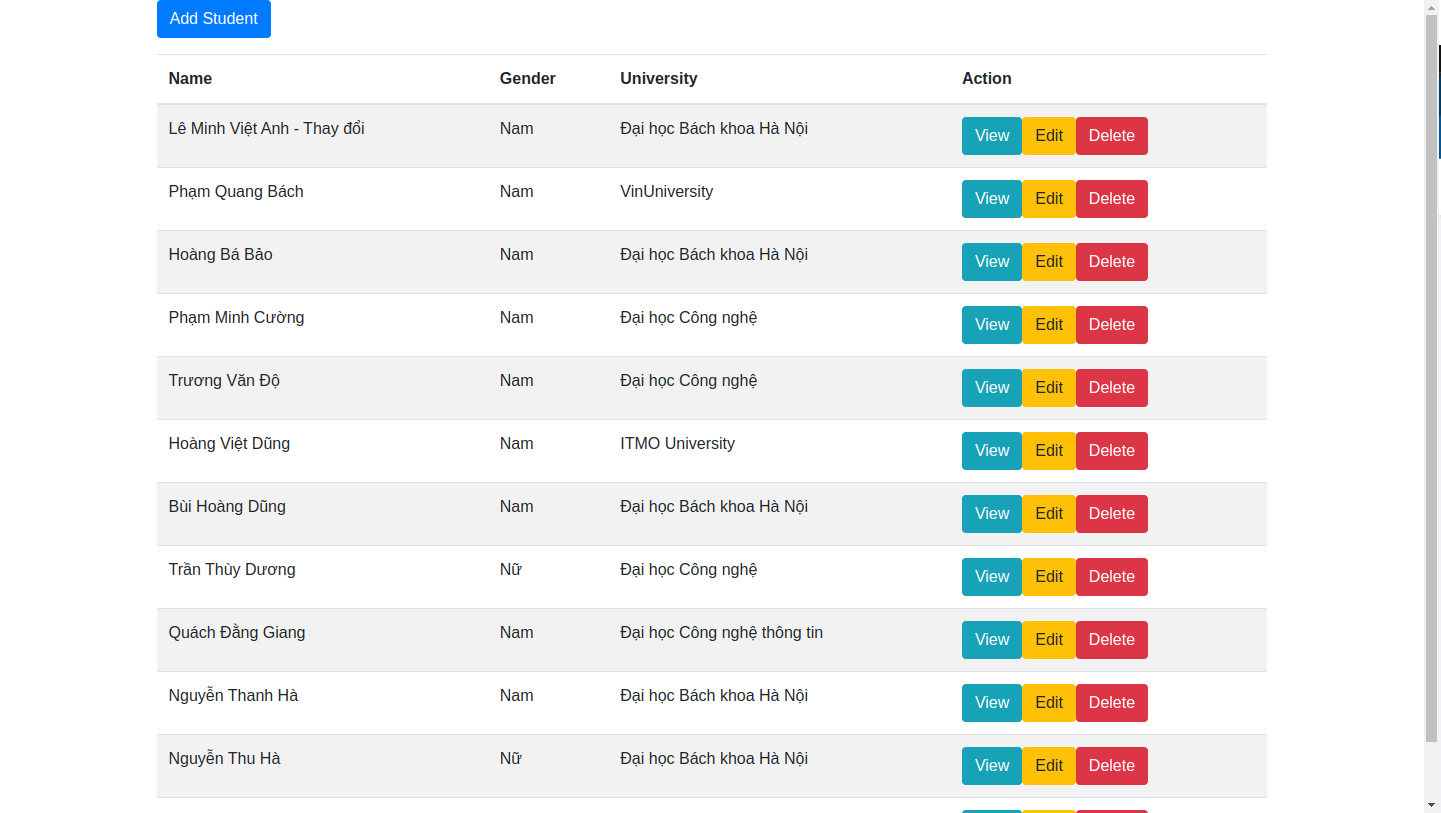 Add Student
Name Gender University Action
Lê Minh Việt Anh - Thay đổi Nam Đại học Bách khoa Hà Nội View Edit Delete
Phạm Quang Bách Nam VinUniversity View Edit Delete
Hoàng Bá Bảo Nam Đại học Bách khoa Hà Nội View Edit Delete
Phạm Minh Cường Nam Đại học Công nghệ View Edit Delete
Trương Văn Độ Nam Đại học Công nghệ View Edit Delete
Hoàng Việt Dũng Nam ITMO University View Edit Delete
Bùi Hoàng Dũng Nam Đại học Bách khoa Hà Nội View Edit Delete
Trần Thùy Dương Nữ Đại học Công nghệ View Edit Delete
Quách Đằng Giang Nam Đại học Công nghệ thông tin View Edit Delete
Nguyễn Thanh Hà Nam Đại học Bách khoa Hà Nội View Edit Delete
Nguyễn Thu Hà Nữ Đại học Bách khoa Hà Nội View Edit Delete